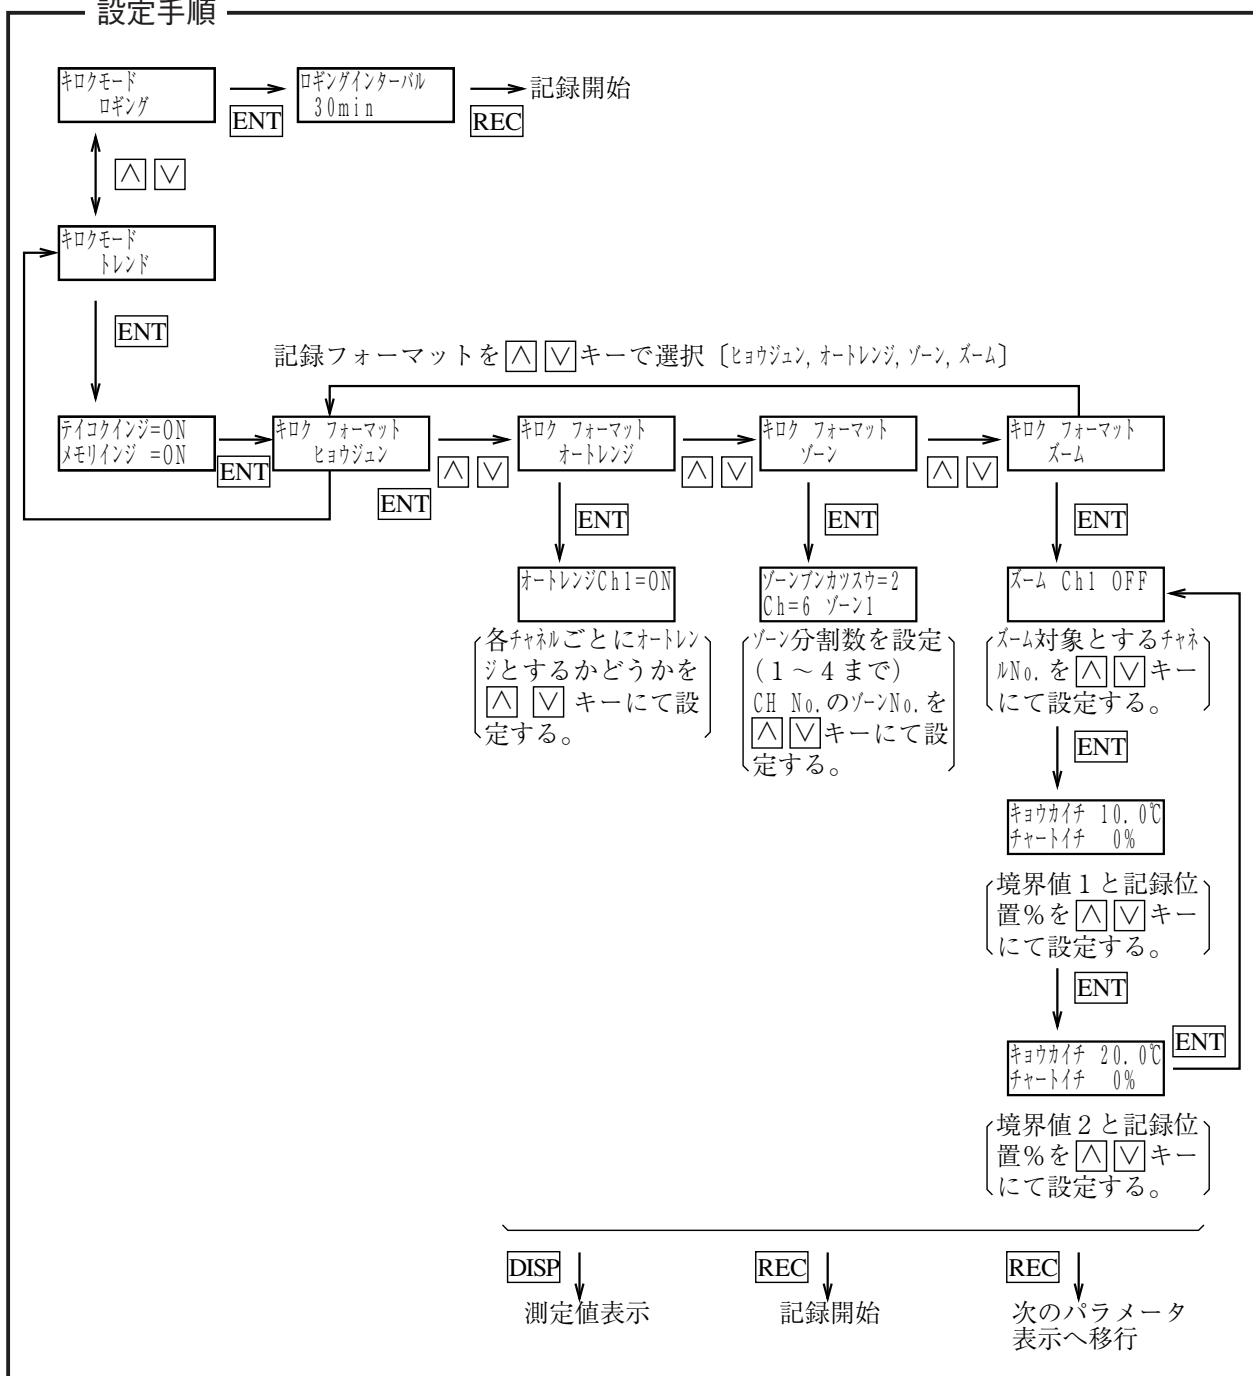 設定手順
キロクモード
ロギング
ENT
ロギングインターバル
30min
REC
記録開始
∧ ∨
キロクモード
トレンド
ENT
記録フォーマットを∧∨キーで選択〔ヒョウジュン, オートレンジ, ゾーン, ズーム〕
テイコクインジ=ON
メモリインジ =ON
ENT
キロク フォーマット
ヒョウジュン
ENT
∧ ∨
キロク フォーマット
オートレンジ
∧ ∨
キロク フォーマット
ゾーン
∧ ∨
キロク フォーマット
ズーム
ENT
ENT
ENT
オートレンジCh1=ON
各チャネルごとにオートレン
ジとするかどうかを
∧ ∨ キーにて設
定する。
ゾーンブンカツスウ=2
Ch=6 ゾーン1
ゾーン分割数を設定
(1～4まで)
CH No.のゾーンNo.を
∧∨キーにて設
定する。
ズーム Ch1 OFF
ズーム対象とするチャネ
ルNo.を∧∨キー
にて設定する。
ENT
キョウカイチ 10.0℃
チャートイチ 0%
境界値1と記録位
置%を∧∨キー
にて設定する。
ENT
キョウカイチ 20.0℃
チャートイチ 0%
ENT
境界値2と記録位
置%を∧∨キー
にて設定する。
DISP
測定値表示
REC
記録開始
REC
次のパラメータ
表示へ移行